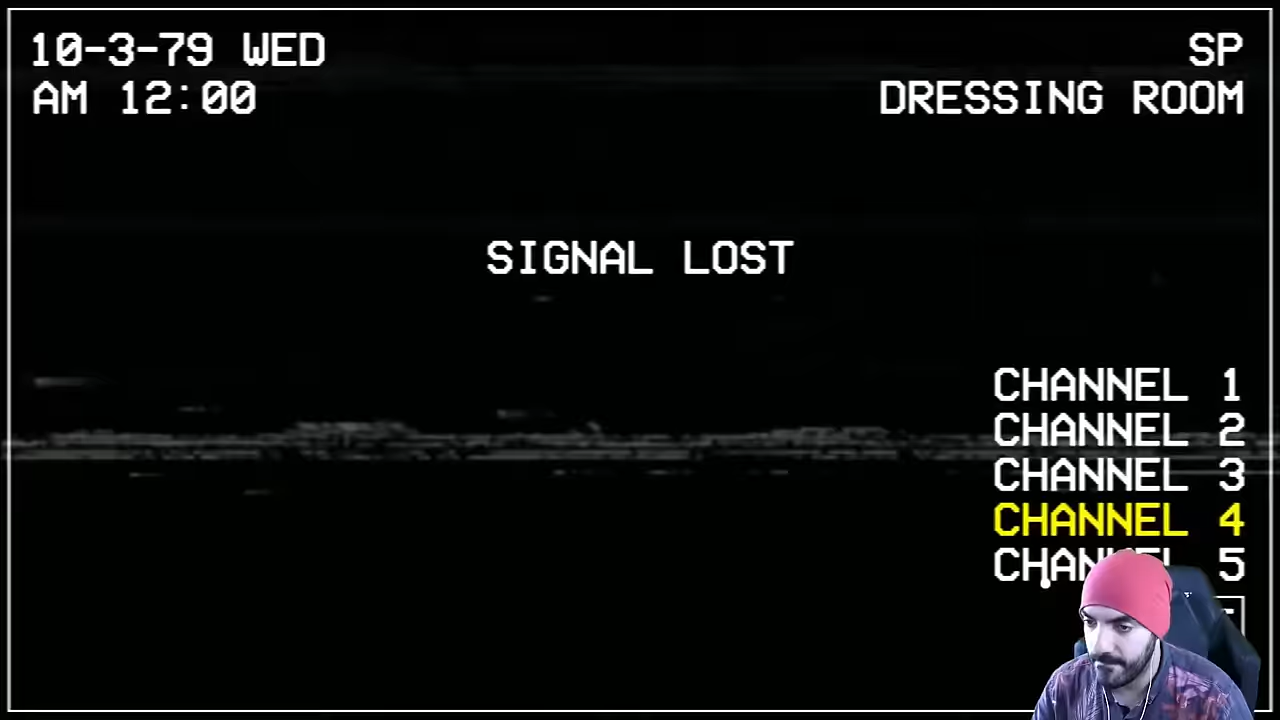 10-3-79 WED
AM 12:00
SP
DRESSING ROOM
SIGNAL LOST
CHANNEL 1
CHANNEL 2
CHANNEL 3
CHANNEL 4
CHANNEL 5